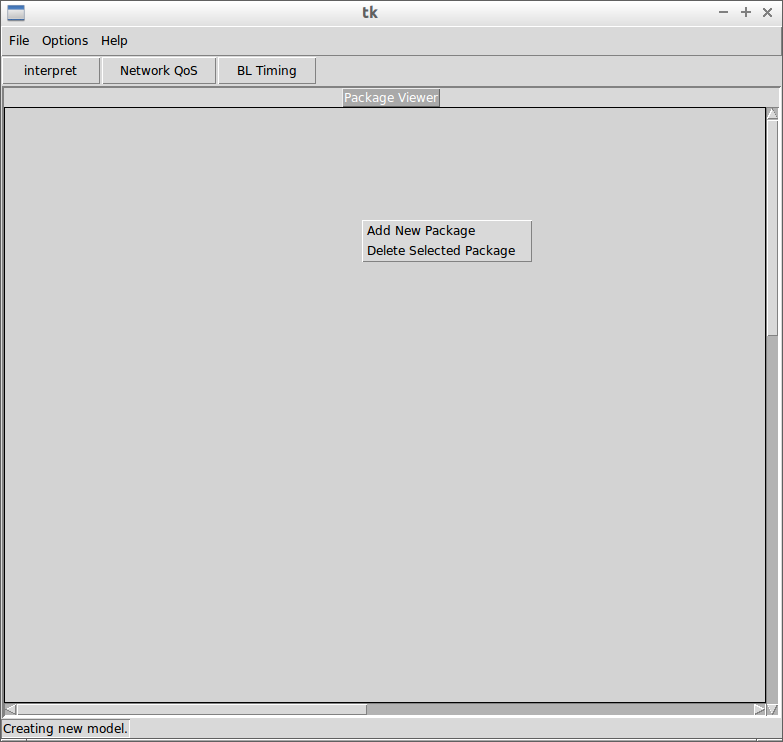 tk
File Options Help
interpret Network QoS BL Timing
Package Viewer
Add New Package
Delete Selected Package
Creating new model.